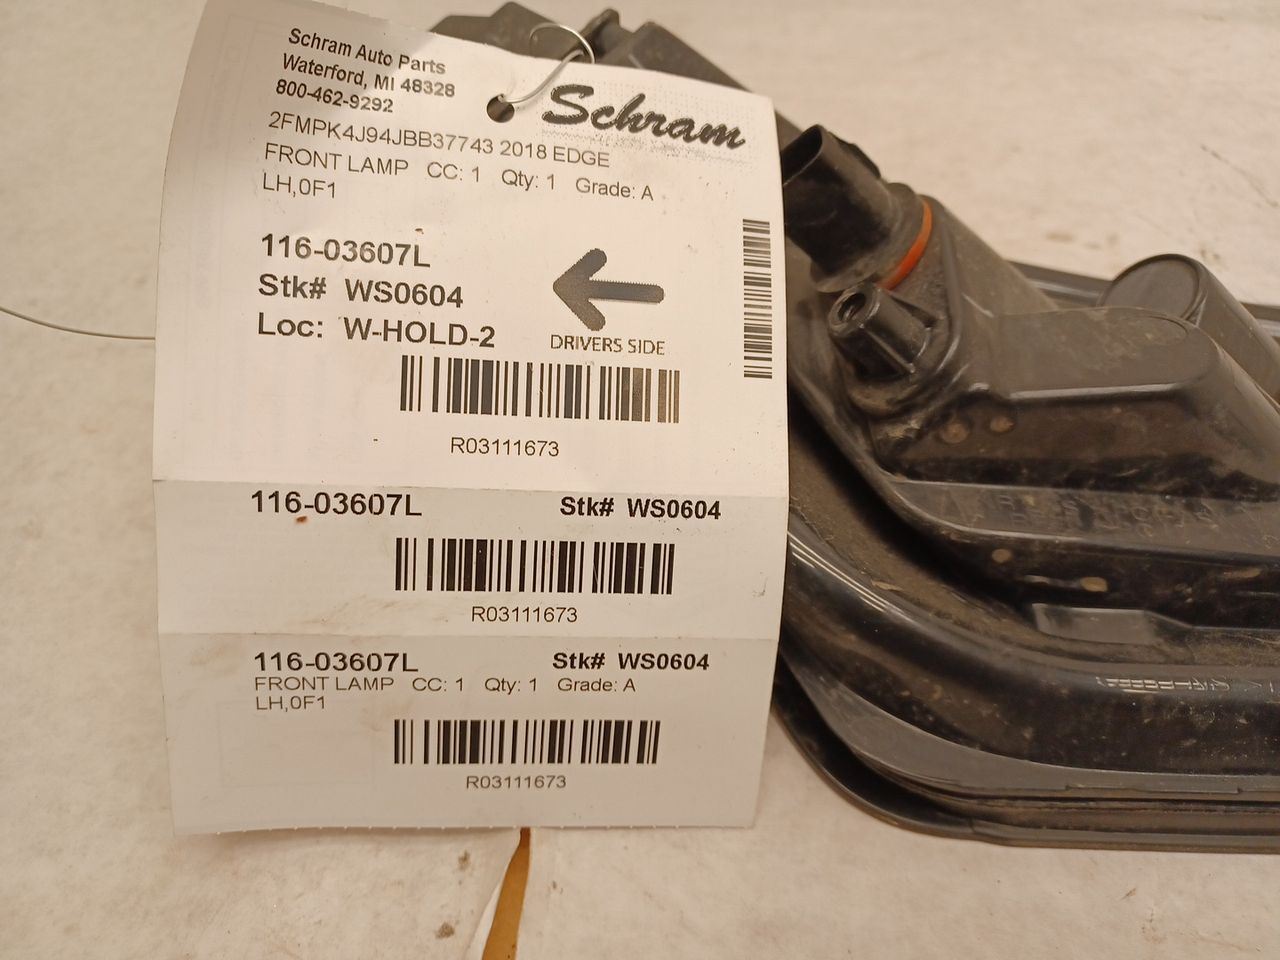 Schram Auto Parts
Waterford, MI 48328
800-462-9292
Schram
2FMPK4J94JBB37743 2018 EDGE
FRONT LAMP CC: 1 Qty: 1 Grade: A
LH,0F1
116-03607L
Stk# WS0604
Loc: W-HOLD-2
DRIVERS SIDE
R03111673
116-03607L Stk# WS0604
R03111673
116-03607L Stk# WS0604
FRONT LAMP CC: 1 Qty: 1 Grade: A
LH,0F1
R03111673